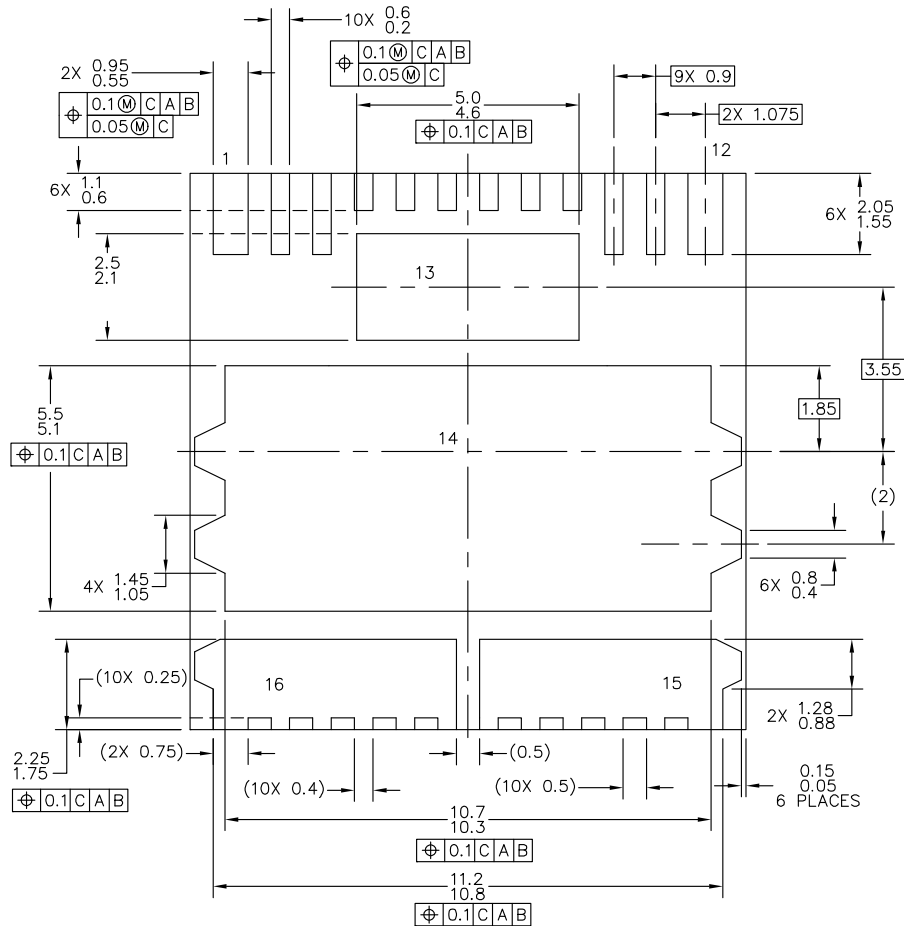 10X 0.6
0.2
⌖ 0.1 Ⓜ C A B
0.05 Ⓜ C
2X 0.95
0.55
⌖ 0.1 Ⓜ C A B
0.05 Ⓜ C
5.0
4.6
⌖ 0.1 C A B
9X 0.9
2X 1.075
1
12
6X 1.1
0.6
6X 2.05
1.55
2.5
2.1
13
3.55
1.85
5.5
5.1
⌖ 0.1 C A B
14
(2)
4X 1.45
1.05
6X 0.8
0.4
(10X 0.25)
16
15
2X 1.28
0.88
2.25
1.75
⌖ 0.1 C A B
(2X 0.75)
(0.5)
(10X 0.4)
(10X 0.5)
0.15
0.05
6 PLACES
10.7
10.3
⌖ 0.1 C A B
11.2
10.8
⌖ 0.1 C A B